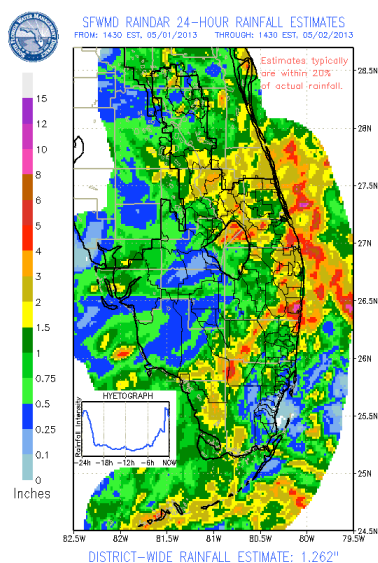 SFWMD RAINDAR 24-HOUR RAINFALL ESTIMATES
FROM: 1430 EST, 05/01/2013 THROUGH: 1430 EST, 05/02/2013
Estimates typically
are within 20%
of actual rainfall.
15
12
10
8
6
5
4
3
2
1.5
1
0.75
0.5
0.25
0.1
0
Inches
28.5N
28N
27.5N
27N
26.5N
26N
25.5N
25N
24.5N
HYETOGRAPH
Rainfall Intensity
-24h -18h -12h -6h NOW
82.5W 82W 81.5W 81W 80.5W 80W 79.5W
DISTRICT-WIDE RAINFALL ESTIMATE: 1.262"